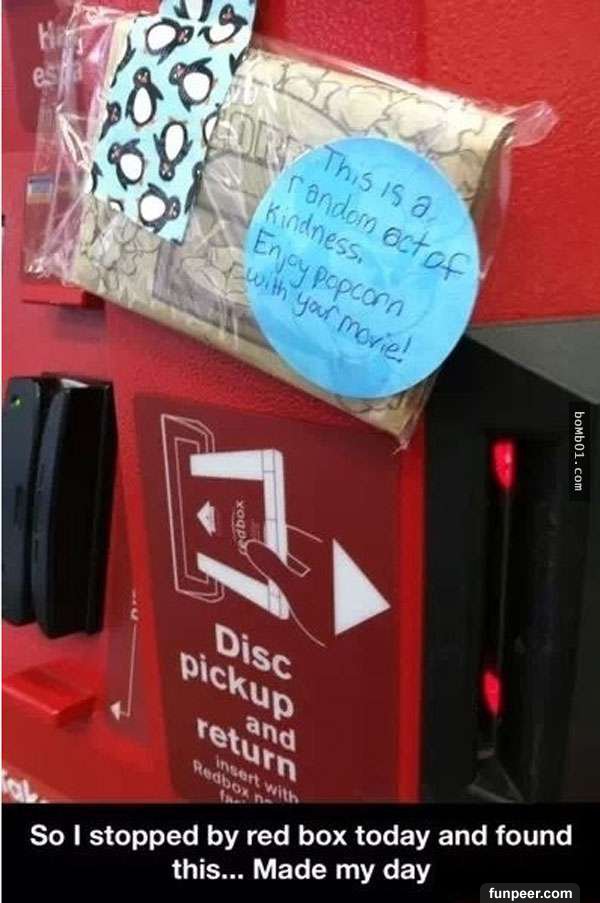 This is a
random act of
kindness.
Enjoy popcorn
with your movie!
redbox
Disc
pickup
and
return
insert with
Redbox
boMb01.com
So I stopped by red box today and found
this... Made my day
funpeer.com